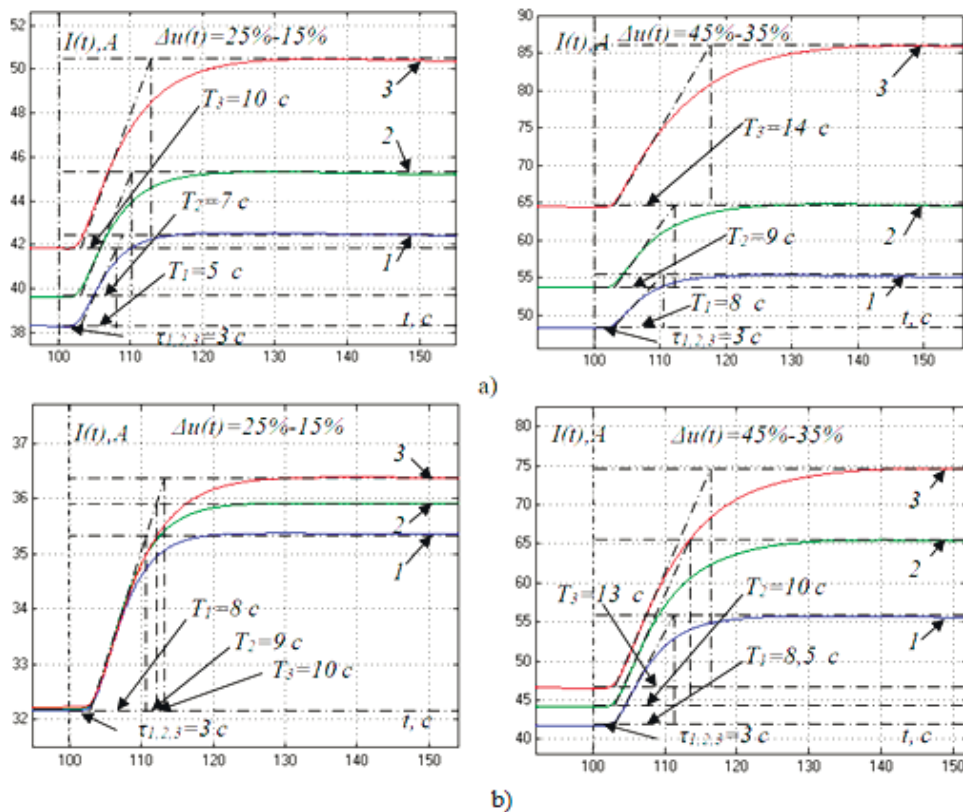 52
I(t),A
Δu(t)=25%-15%
50
3
48
T3=10 c
46
2
44
T2=7 c
42
1
T1=5 c
40
t, c
38
τ1,2,3=3 c
100
110
120
130
140
150
90
I(t),A
Δu(t)=45%-35%
85
3
80
75
T3=14 c
70
65
T2=9 c
2
60
55
1
T1=8 c
t, c
50
τ1,2,3=3 c
100
110
120
130
140
150
a)
37
I(t),A
Δu(t)=25%-15%
3
36
2
1
35
34
T1=8 c
33
T2=9 c
T3=10 c
32
t, c
τ1,2,3=3 c
100
110
120
130
140
150
80
I(t),A
Δu(t)=45%-35%
75
3
70
65
2
60
T3=13 c
T2=10 c
55
1
50
T1=8,5 c
45
t, c
40
τ1,2,3=3 c
100
110
120
130
140
150
b)